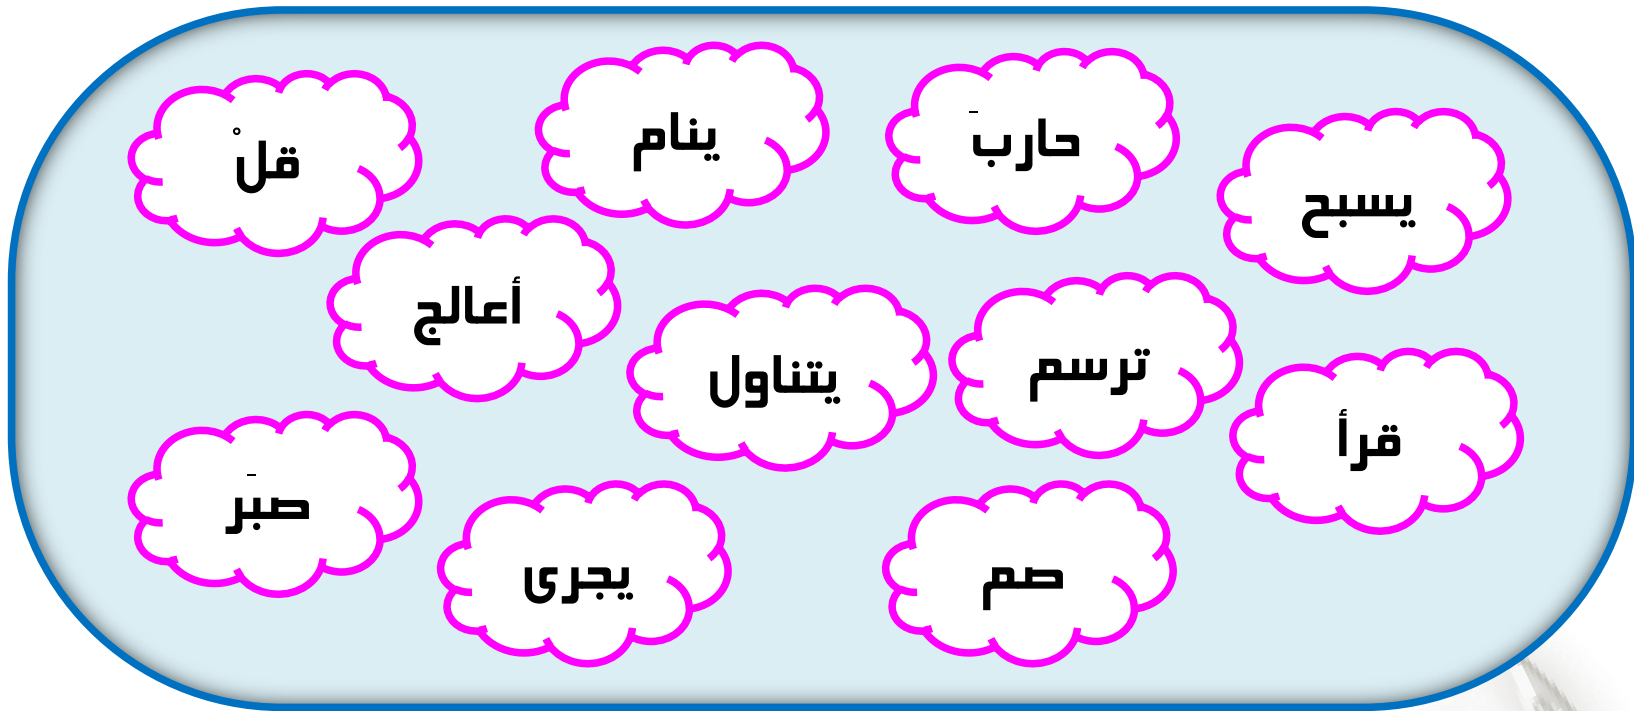 قلْ
ينام
حاربَ
يسبح
أعالج
يتناول
ترسم
قرأ
صبرَ
يجرى
صم